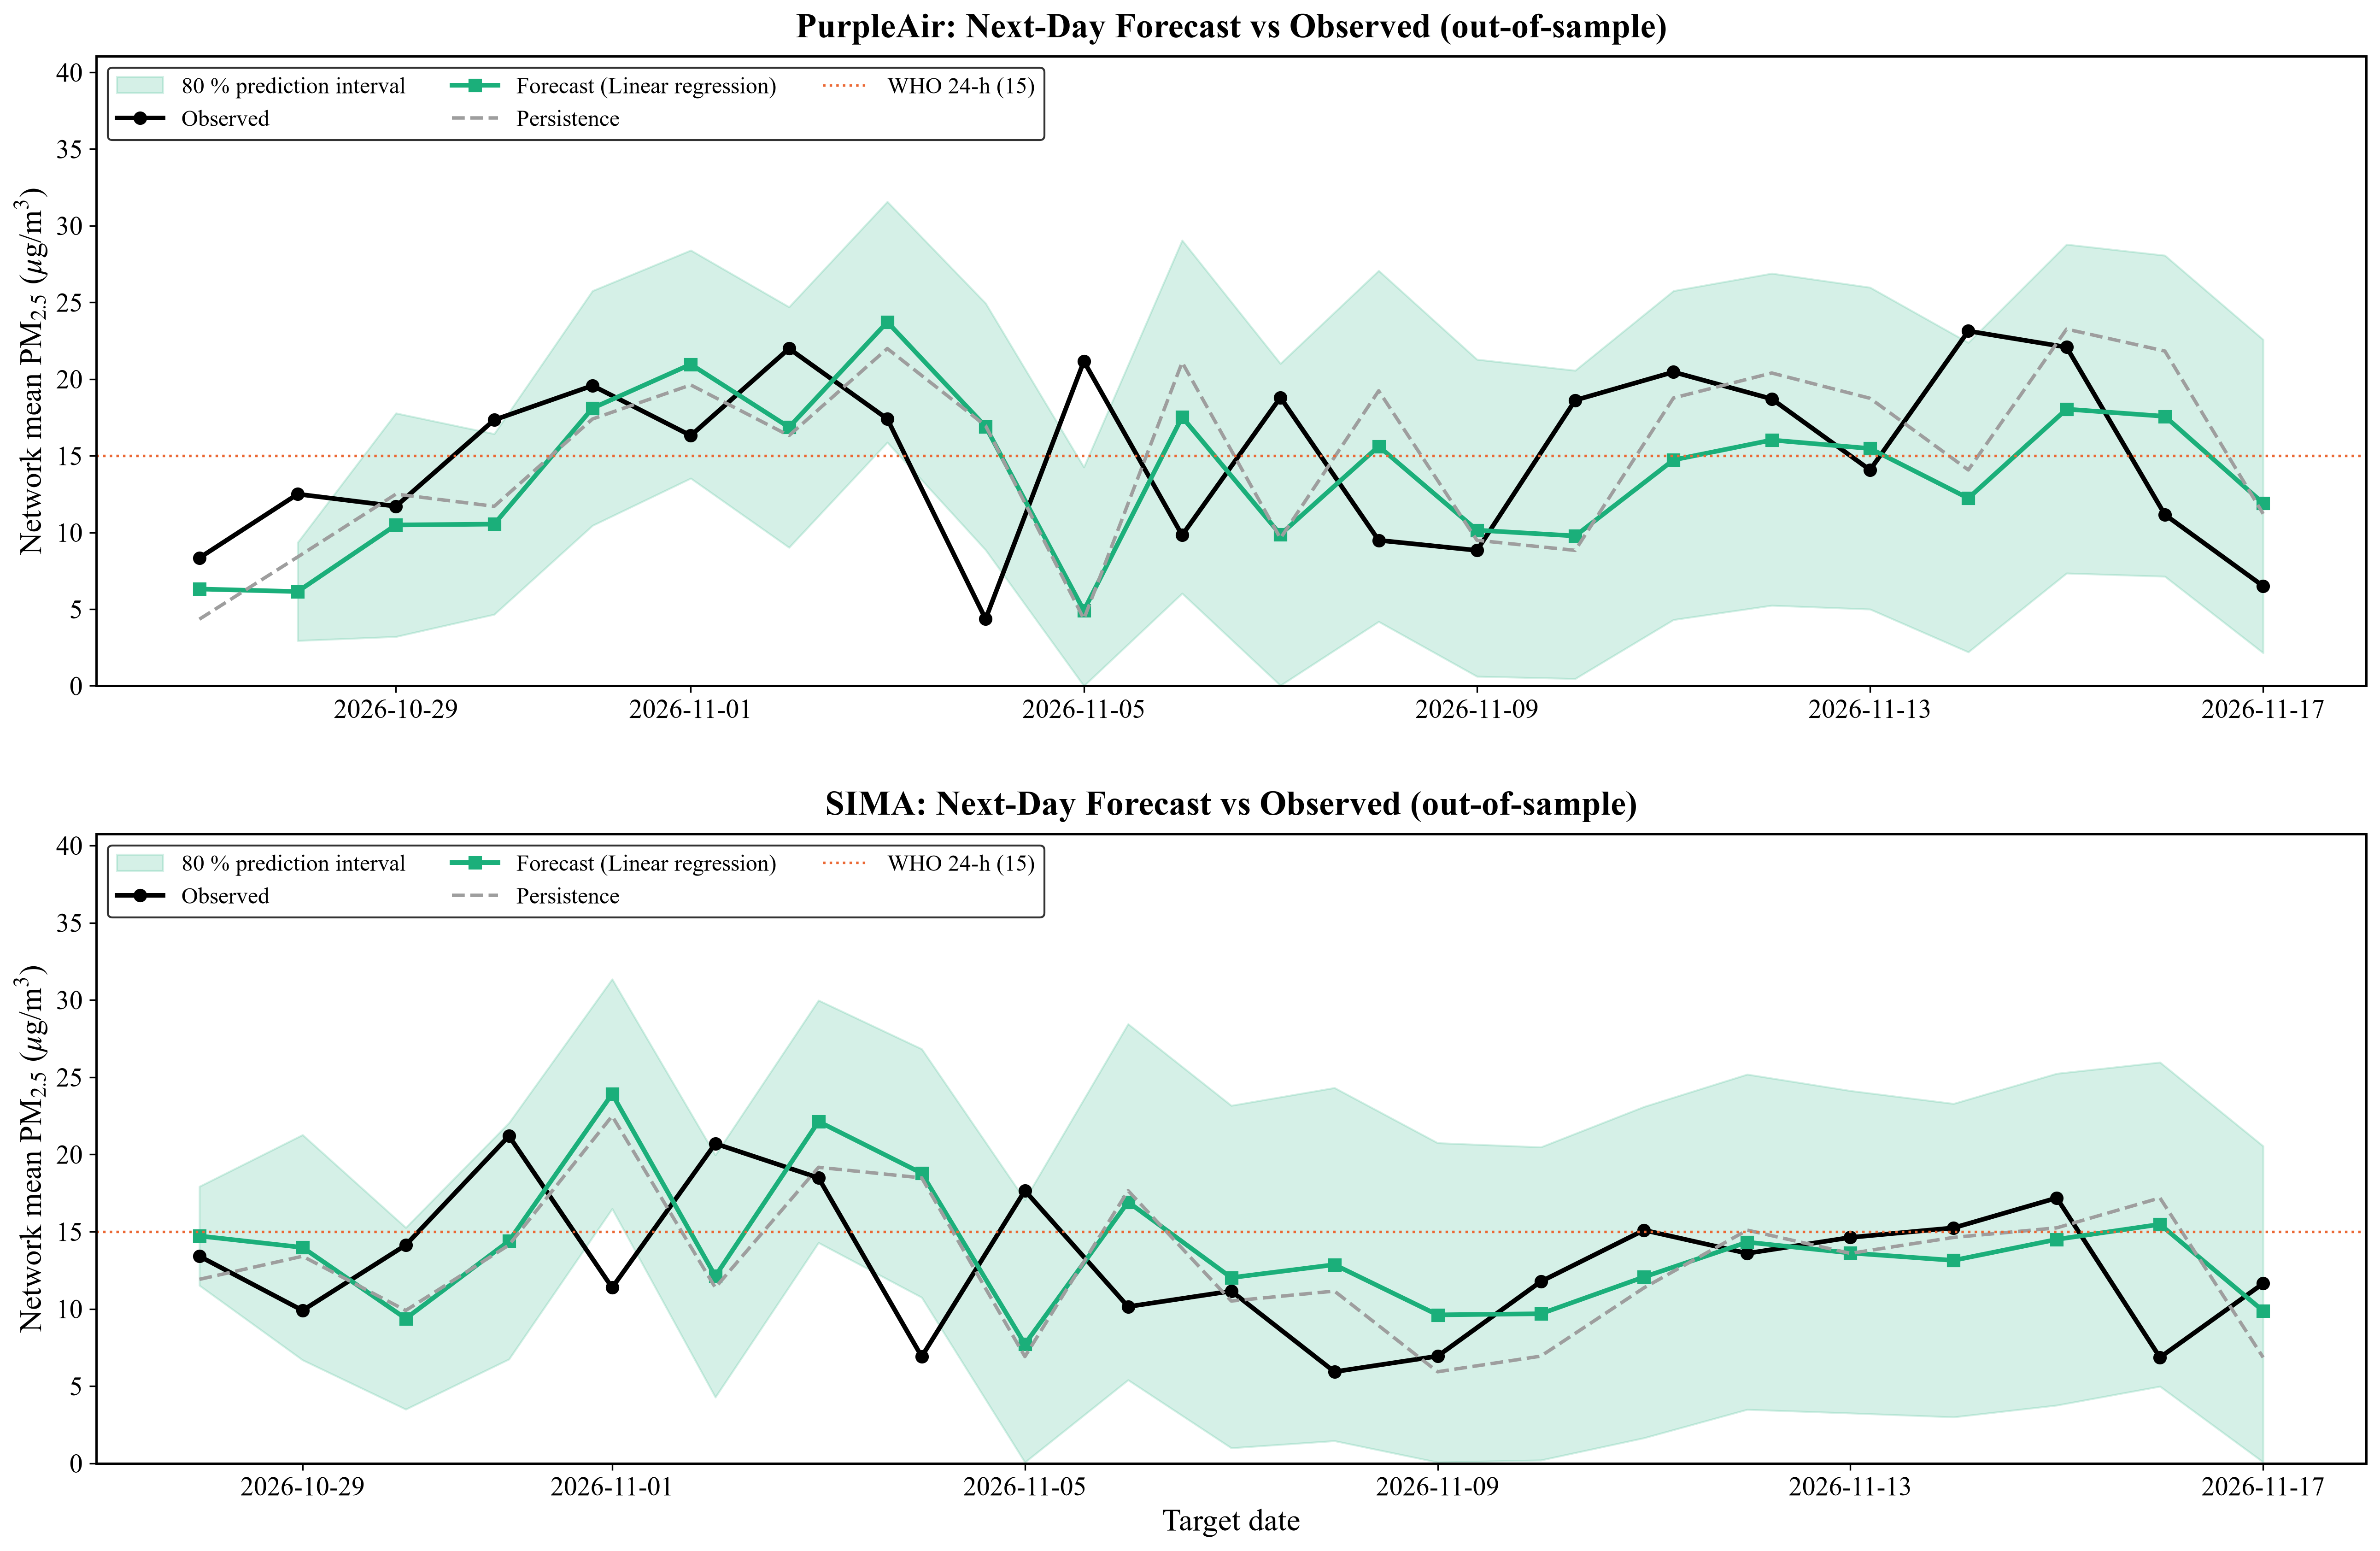 PurpleAir: Next-Day Forecast vs Observed (out-of-sample)
80 % prediction interval
Observed
Forecast (Linear regression)
Persistence
WHO 24-h (15)
Network mean PM2.5 (μg/m³)
40
35
30
25
20
15
10
5
0
2026-10-29
2026-11-01
2026-11-05
2026-11-09
2026-11-13
2026-11-17
SIMA: Next-Day Forecast vs Observed (out-of-sample)
80 % prediction interval
Observed
Forecast (Linear regression)
Persistence
WHO 24-h (15)
Network mean PM2.5 (μg/m³)
40
35
30
25
20
15
10
5
0
2026-10-29
2026-11-01
2026-11-05
2026-11-09
2026-11-13
2026-11-17
Target date